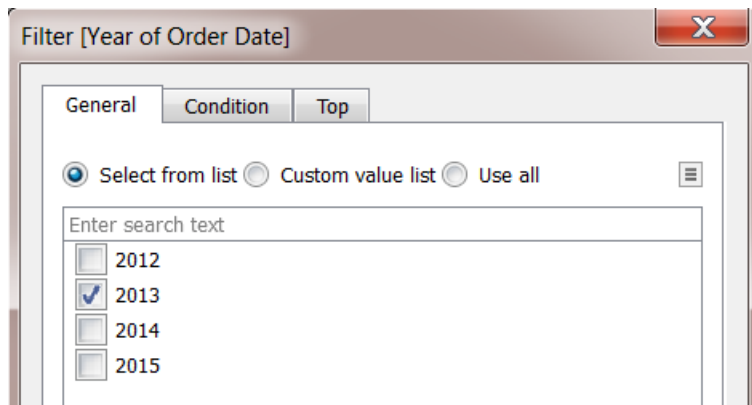 Filter [Year of Order Date]
X
General Condition Top
Select from list Custom value list Use all
Enter search text
2012
2013
2014
2015